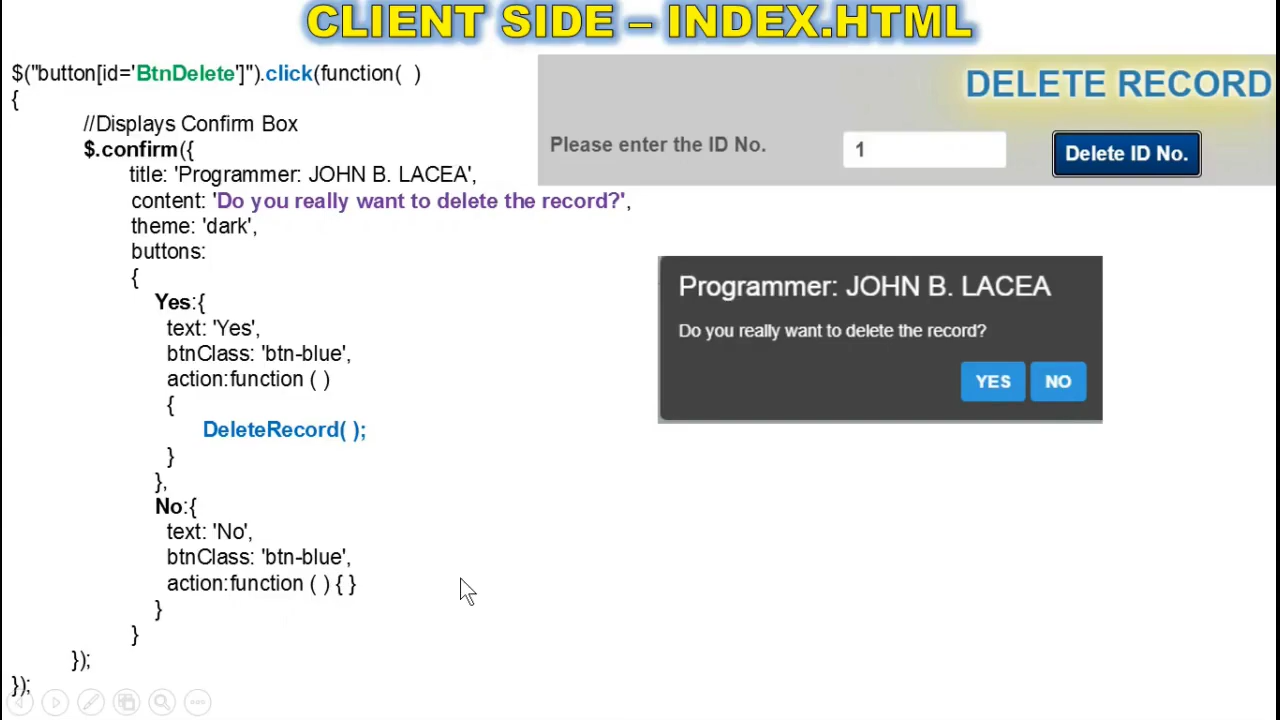 CLIENT SIDE – INDEX.HTML
$("button[id='BtnDelete']").click(function( )
{
//Displays Confirm Box
$.confirm({
title: 'Programmer: JOHN B. LACEA',
content: 'Do you really want to delete the record?',
theme: 'dark',
buttons:
{
Yes:{
text: 'Yes',
btnClass: 'btn-blue',
action:function ( )
{
DeleteRecord( );
}
},
No:{
text: 'No',
btnClass: 'btn-blue',
action:function ( ) { }
}
}
});
});
DELETE RECORD
Please enter the ID No. 1 Delete ID No.
Programmer: JOHN B. LACEA
Do you really want to delete the record?
YES NO